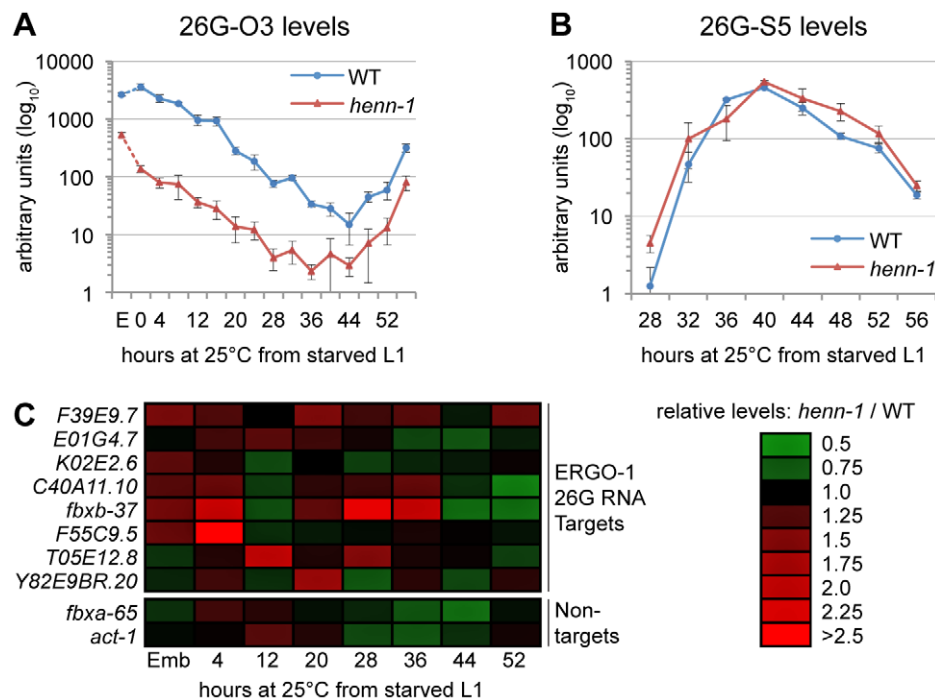 A 26G-O3 levels
arbitrary units (log10)
10000
1000
100
10
1
WT
henn-1
E 0 4 12 20 28 36 44 52
hours at 25°C from starved L1
B 26G-S5 levels
arbitrary units (log10)
1000
100
10
1
WT
henn-1
28 32 36 40 44 48 52 56
hours at 25°C from starved L1
C
F39E9.7
E01G4.7
K02E2.6
C40A11.10
fbxb-37
F55C9.5
T05E12.8
Y82E9BR.20
fbxa-65
act-1
Emb 4 12 20 28 36 44 52
hours at 25°C from starved L1
ERGO-1
26G RNA
Targets
Non-
targets
relative levels: henn-1 / WT
0.5
0.75
1.0
1.25
1.5
1.75
2.0
2.25
>2.5